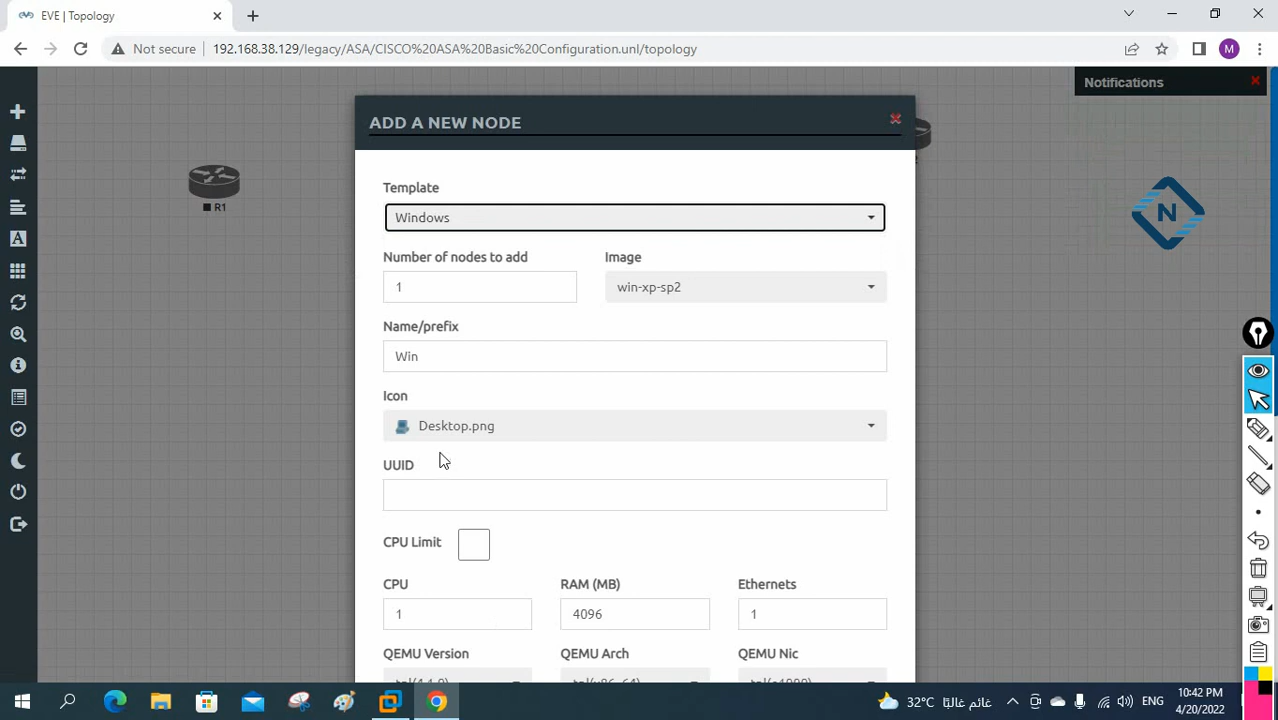 EVE | Topology
Not secure
192.168.38.129/legacy/ASA/CISCO%20ASA%20Basic%20Configuration.unl/topology
M
Notifications
ADD A NEW NODE
Template
Windows
R1
N
Number of nodes to add
Image
1
win-xp-sp2
Name/prefix
Win
Icon
Desktop.png
UUID
CPU Limit
CPU
RAM (MB)
Ethernets
1
4096
1
QEMU Version
QEMU Arch
QEMU Nic
32°C غائم غالبًا
ENG
10:42 PM
4/20/2022